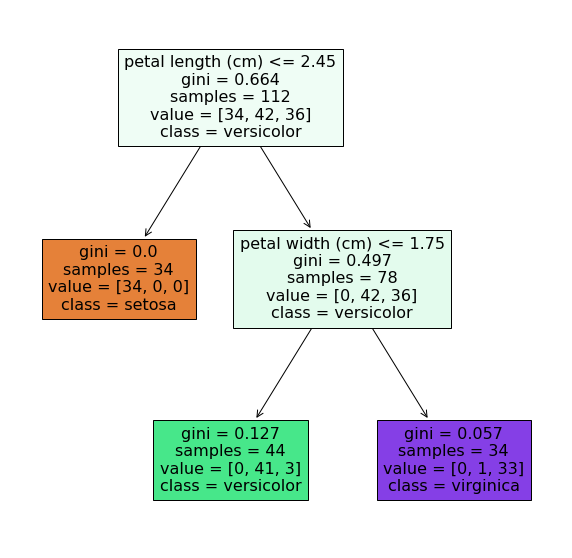 petal length (cm) <= 2.45
gini = 0.664
samples = 112
value = [34, 42, 36]
class = versicolor
gini = 0.0
samples = 34
value = [34, 0, 0]
class = setosa
petal width (cm) <= 1.75
gini = 0.497
samples = 78
value = [0, 42, 36]
class = versicolor
gini = 0.127
samples = 44
value = [0, 41, 3]
class = versicolor
gini = 0.057
samples = 34
value = [0, 1, 33]
class = virginica